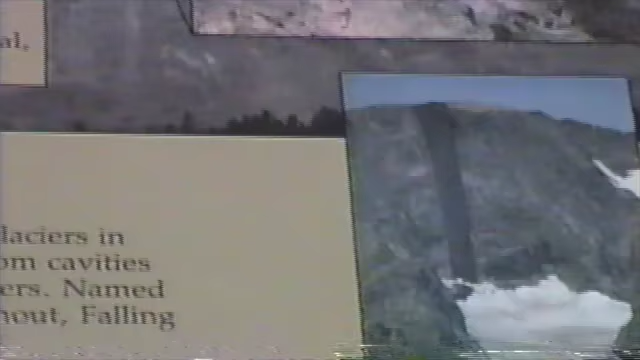 al,
laciers in
om cavities
ers. Named
hout, Falling